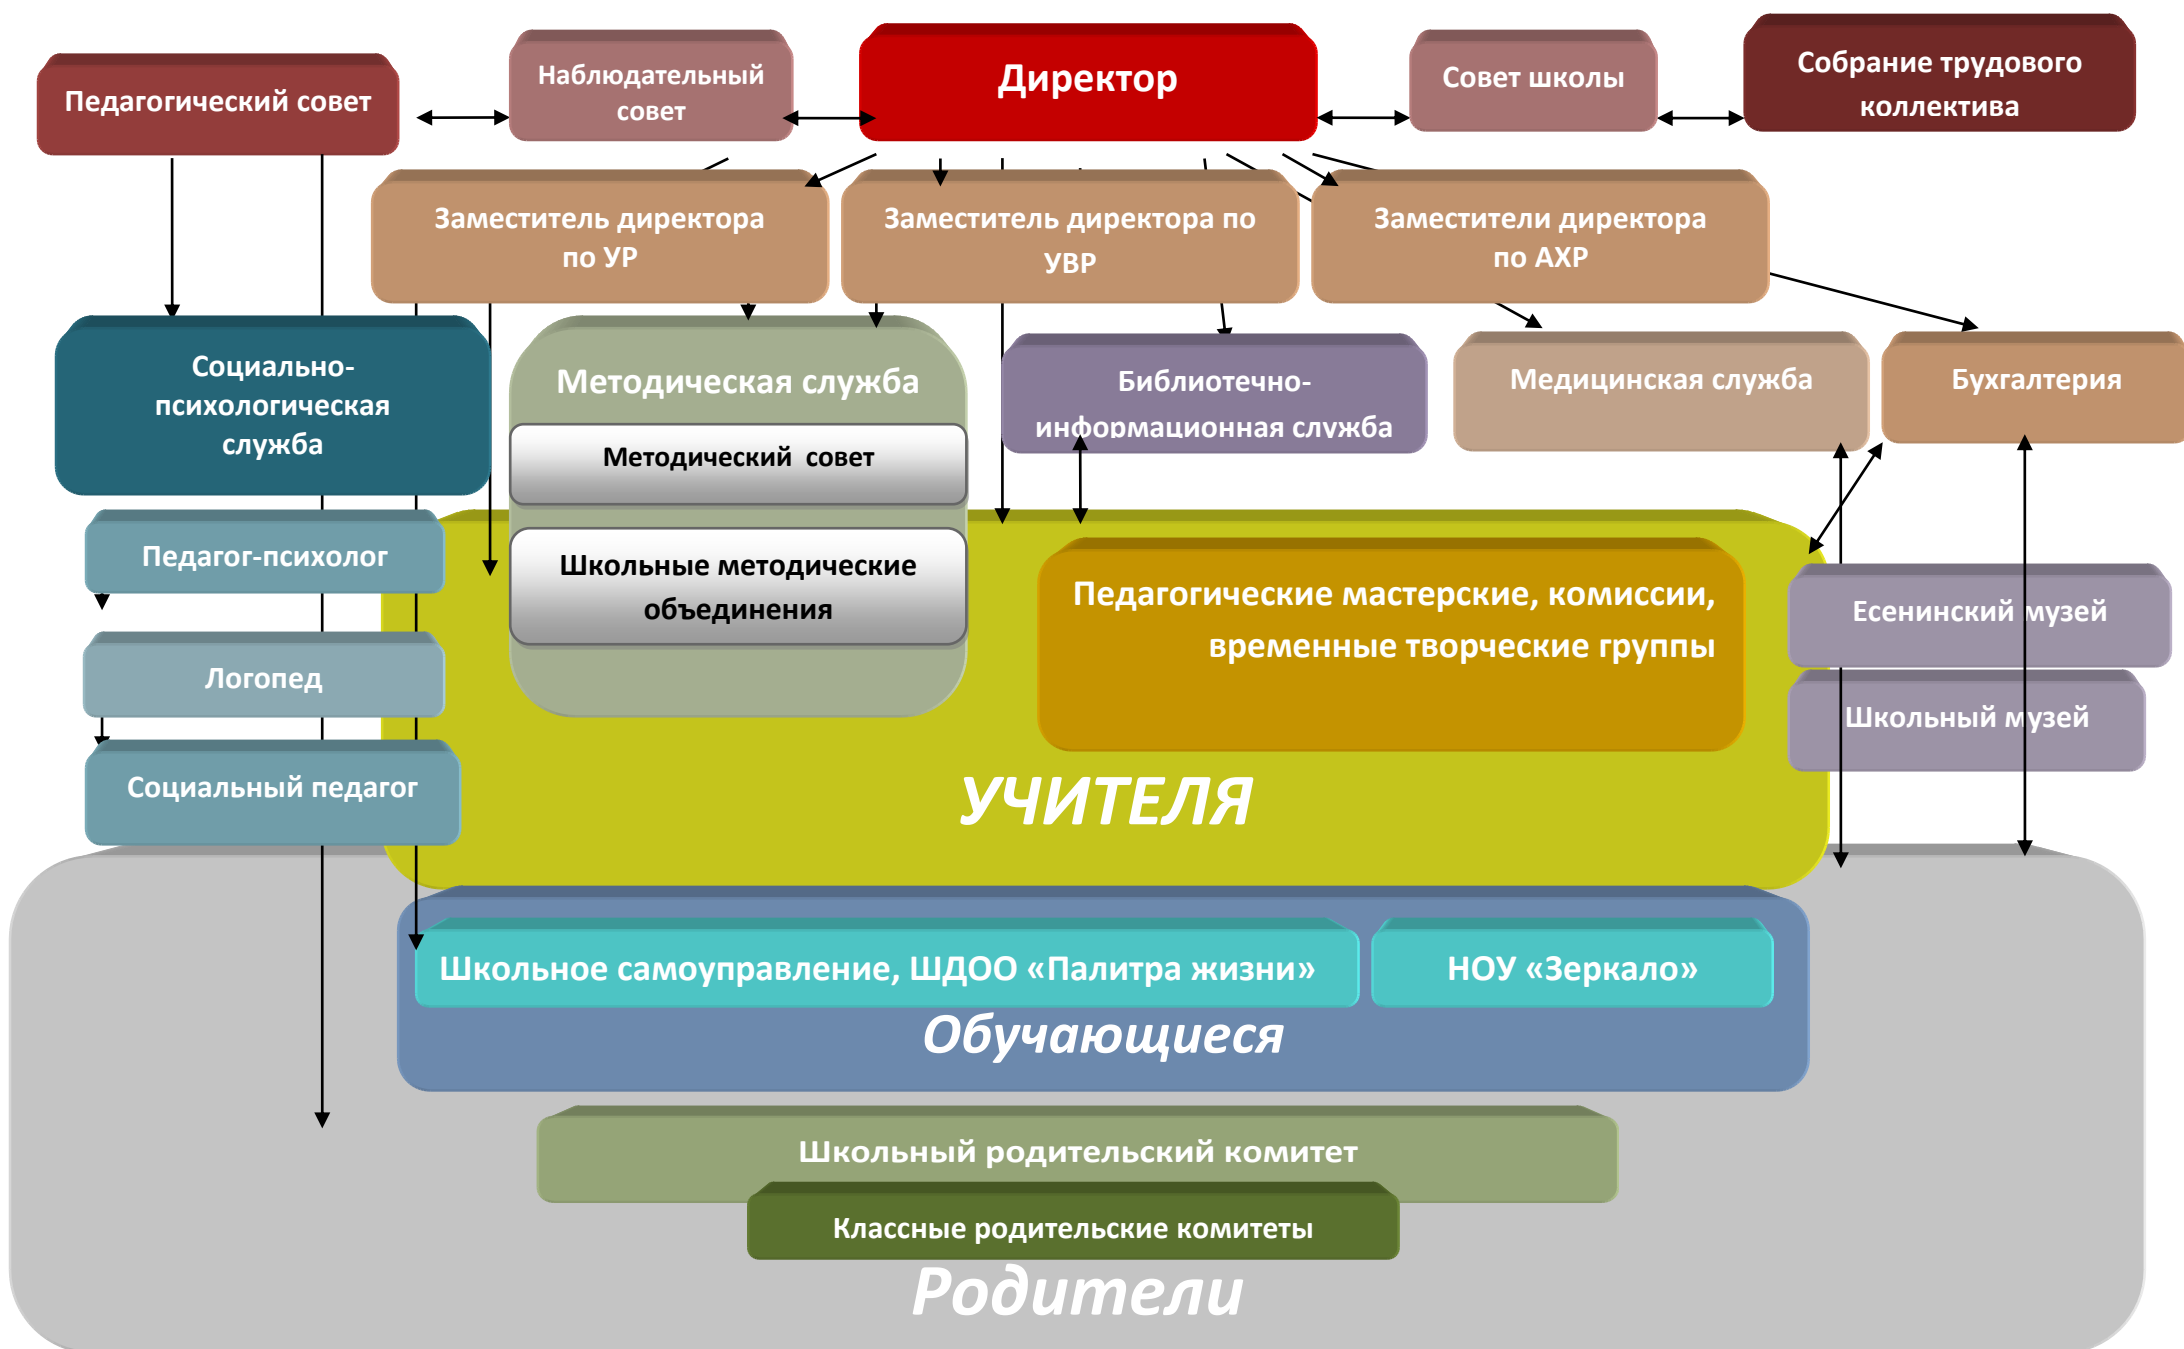 Педагогический совет
Наблюдательный
совет
Директор
Совет школы
Собрание трудового
коллектива
Заместитель директора
по УР
Заместитель директора по
УВР
Заместители директора
по АХР
Социально-
психологическая
служба
Методическая служба
Методический совет
Школьные методические
объединения
Библиотечно-
информационная служба
Медицинская служба
Бухгалтерия
Педагог-психолог
Логопед
Социальный педагог
Педагогические мастерские, комиссии,
временные творческие группы
Есенинский музей
Школьный музей
УЧИТЕЛЯ
Школьное самоуправление, ШДОО «Палитра жизни»
НОУ «Зеркало»
Обучающиеся
Школьный родительский комитет
Классные родительские комитеты
Родители